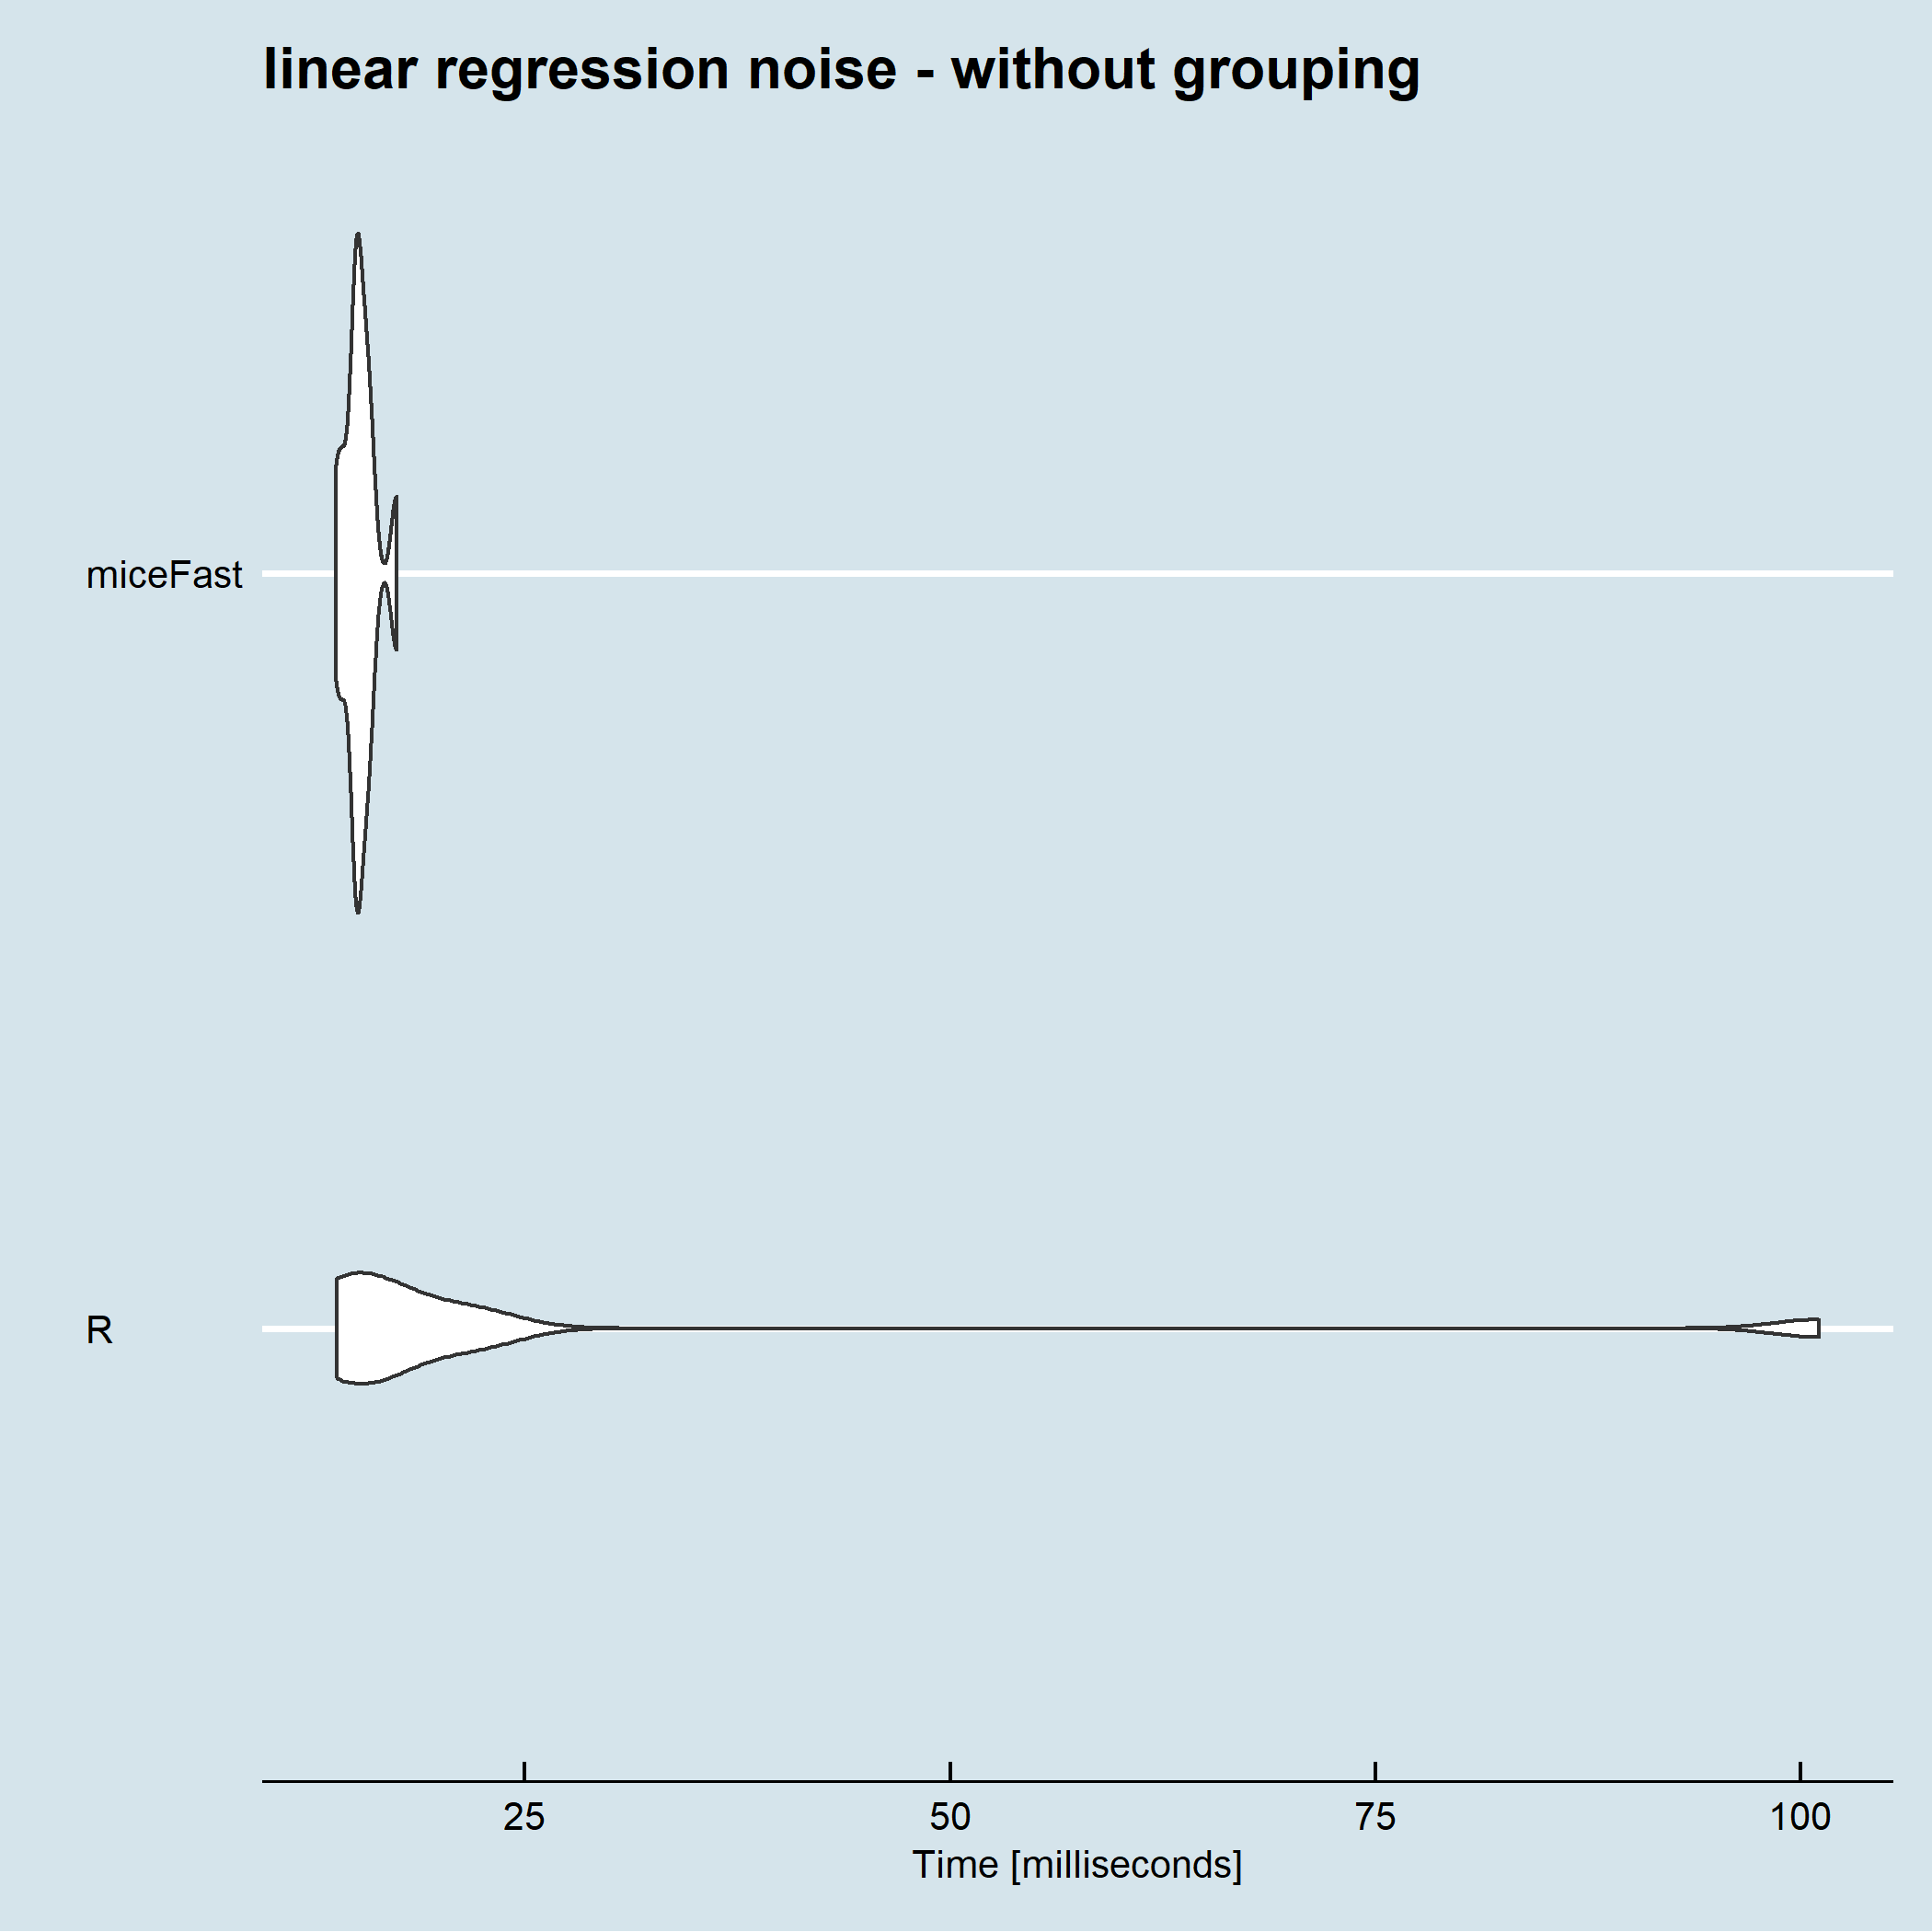 linear regression noise - without grouping
miceFast
R
25 50 75 100
Time [milliseconds]